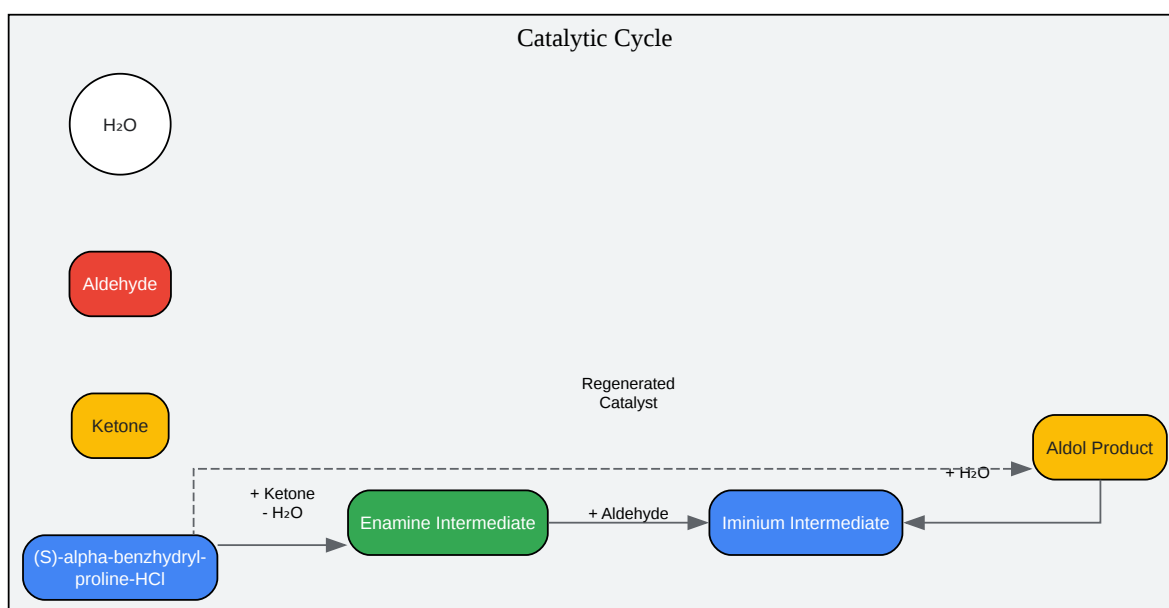 Catalytic Cycle
H₂O
Aldehyde
Regenerated
Catalyst
Ketone
Aldol Product
+ H₂O
+ Ketone
- H₂O
Enamine Intermediate
+ Aldehyde
Iminium Intermediate
(S)-alpha-benzhydryl-
proline-HCl